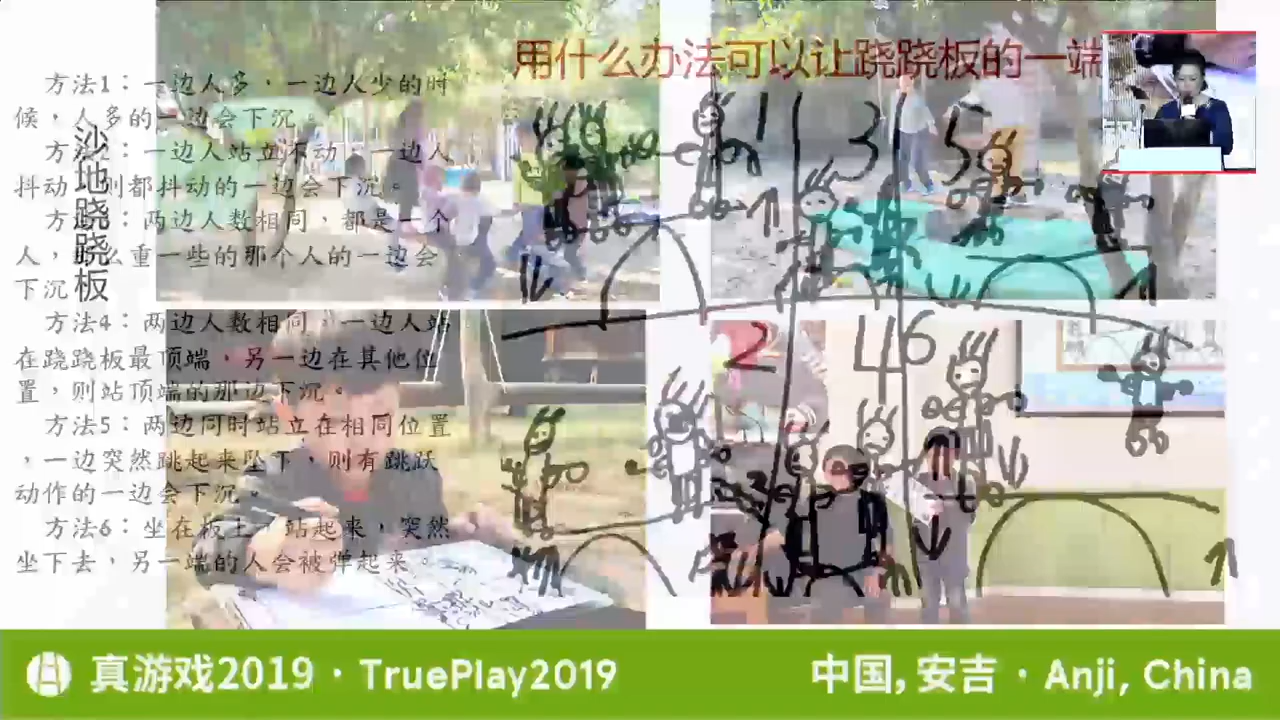 用什么办法可以让跷跷板的一端
方法1：一边人多，一边人少的时
候，人多的一边会下沉。
方法2：一边人站立不动，一边人
抖动，则都抖动的一边会下沉。
方法3：两边人数相同，都是一个
人，那么重一些的那个人的一边会
下沉
方法4：两边人数相同，一边人站
在跷跷板最顶端，另一边在其他位
置，则站顶端的那边下沉。
方法5：两边同时站立在相同位置
，一边突然跳起来坠下，则有跳跃
动作的一边会下沉。
方法6：坐在板上，站起来，突然
坐下去，另一端的人会被弹起来。
沙地跷跷板
1 3 5
2 4 6
真游戏2019 · TruePlay2019
中国，安吉 · Anji, China